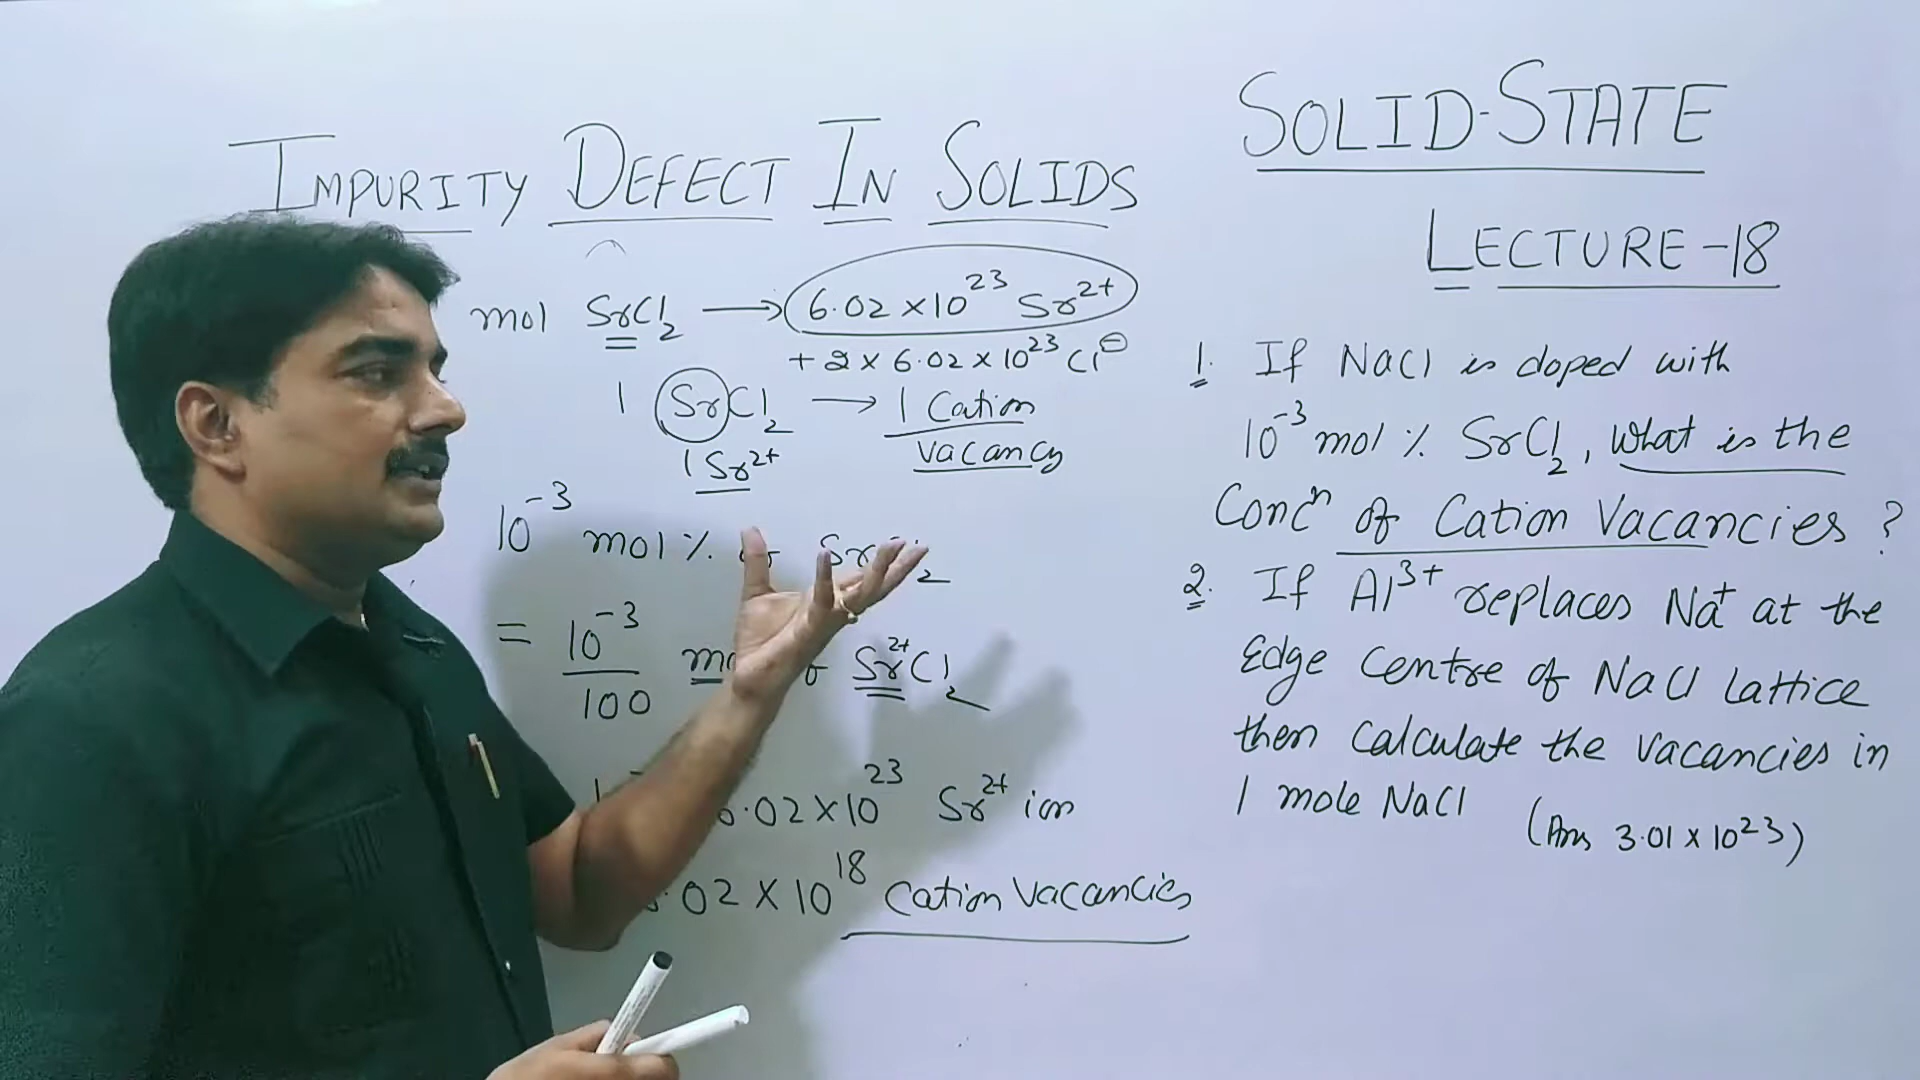 IMPURITY DEFECT IN SOLIDS
mol SrCl2 → 6.02 × 10^23 Sr^2+
+ 2 × 6.02 × 10^23 Cl^⊖
1 SrCl2 → 1 Cation
Vacancy
1 Sr^2+
10^-3 mol %
= 10^-3 / 100 Sr^2+Cl2
.02 × 10^23 Sr^2+ ion
.02 × 10^18 Cation Vacancies
SOLID-STATE
LECTURE-18
1. If NaCl is doped with
10^-3 mol % SrCl2, What is the
Conc^n of Cation Vacancies ?
2. If Al^3+ replaces Na^+ at the
Edge Centre of NaCl Lattice
then Calculate the Vacancies in
1 mole NaCl (Ans 3.01 × 10^23)